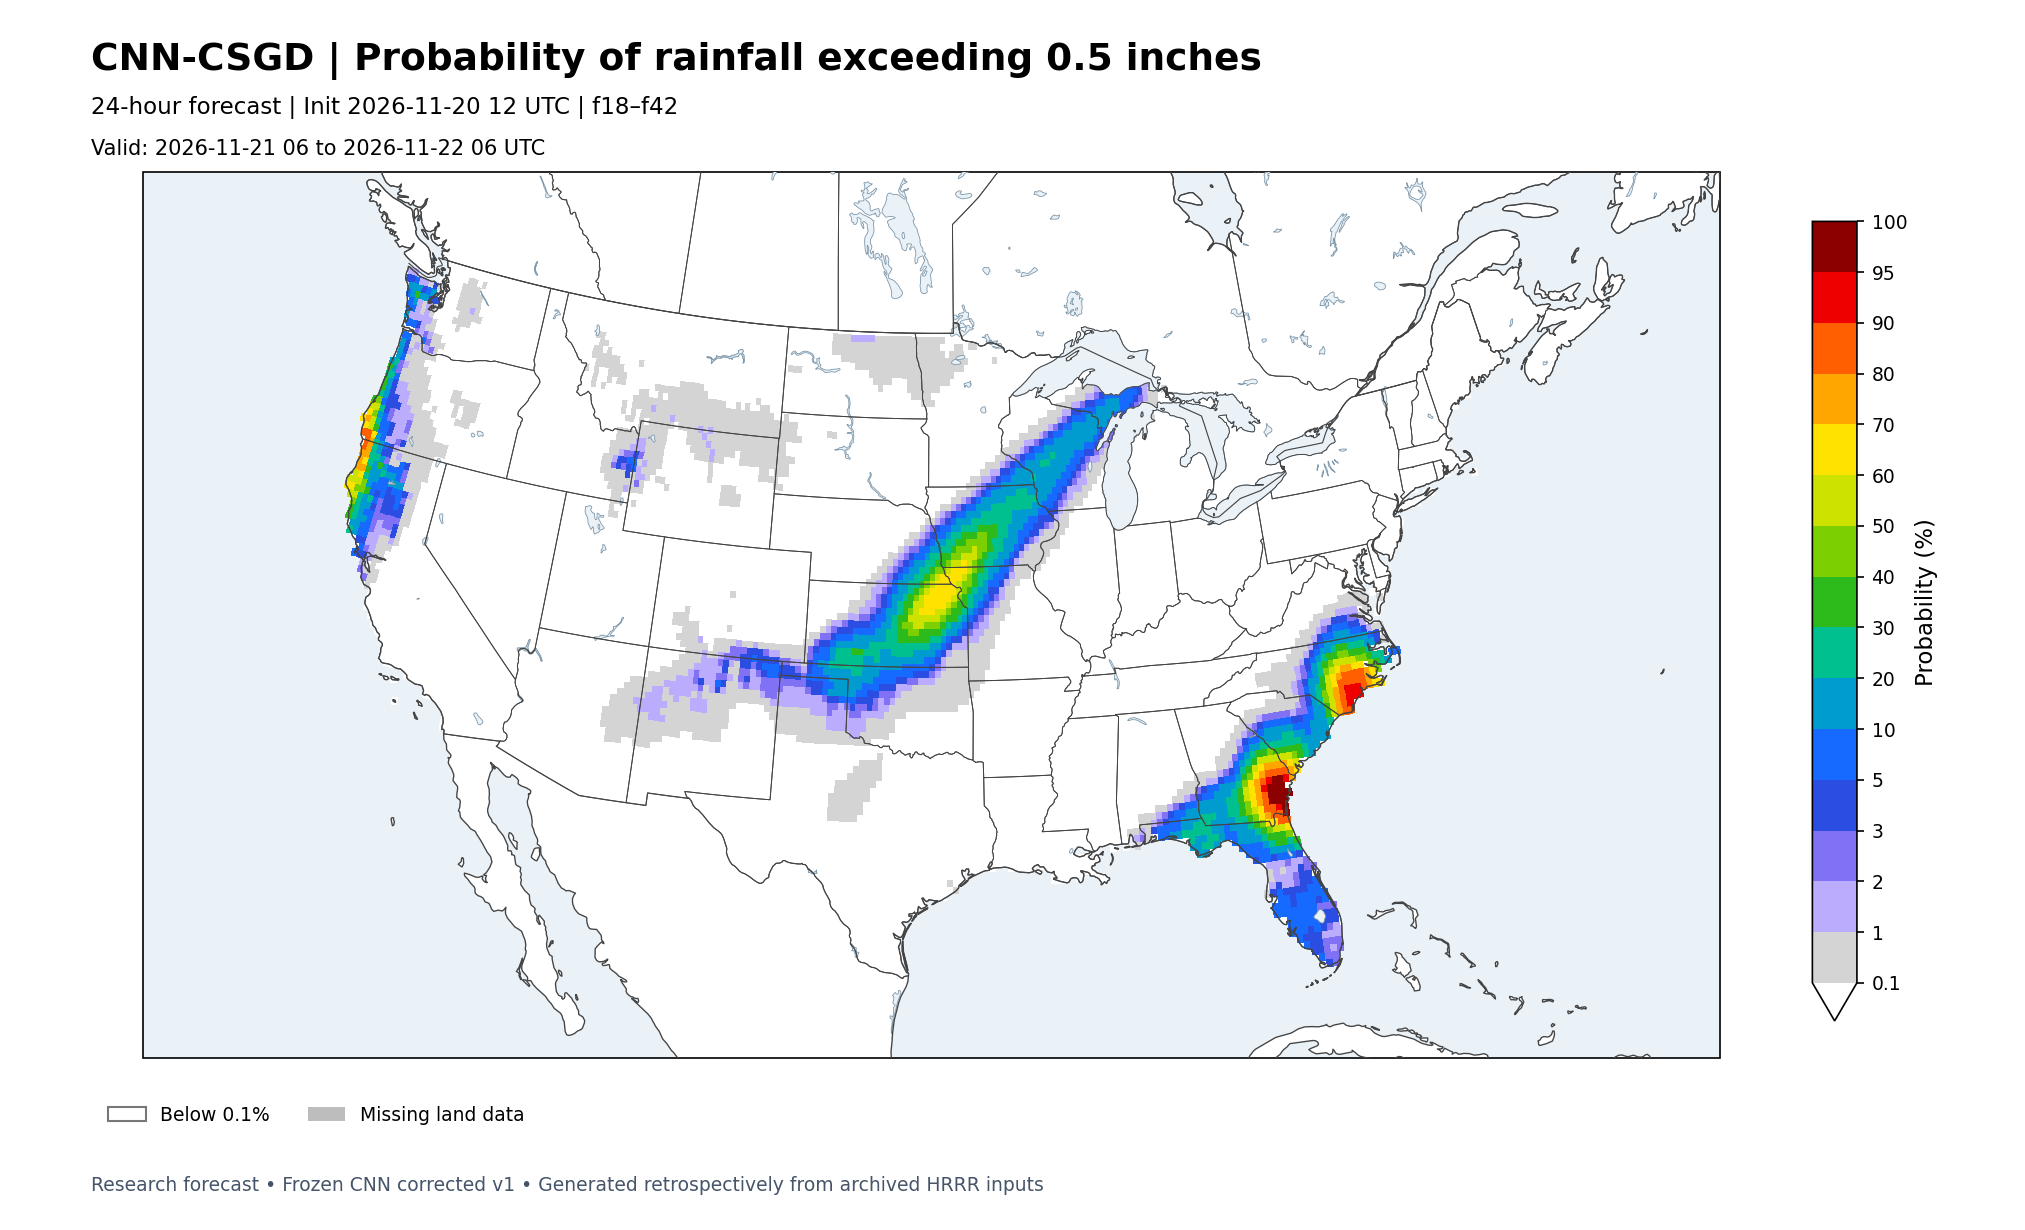 CNN-CSGD | Probability of rainfall exceeding 0.5 inches
24-hour forecast | Init 2026-11-20 12 UTC | f18–f42
Valid: 2026-11-21 06 to 2026-11-22 06 UTC
100
95
90
80
70
60
50
40
30
20
10
5
3
2
1
0.1
Probability (%)
Below 0.1%
Missing land data
Research forecast • Frozen CNN corrected v1 • Generated retrospectively from archived HRRR inputs